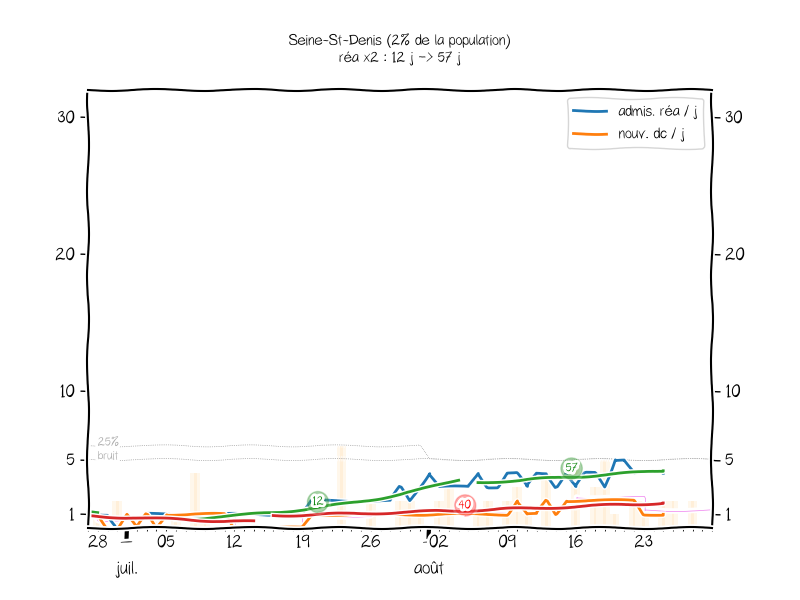 Seine-St-Denis (2% de la population)
réa x2 : 12 j -> 57 j
admis. réa / j
nouv. dc / j
30
30
20
20
10
10
25%
bruit
5
5
57
12
40
1
1
28 05 12 19 26 02 09 16 23
juil. août